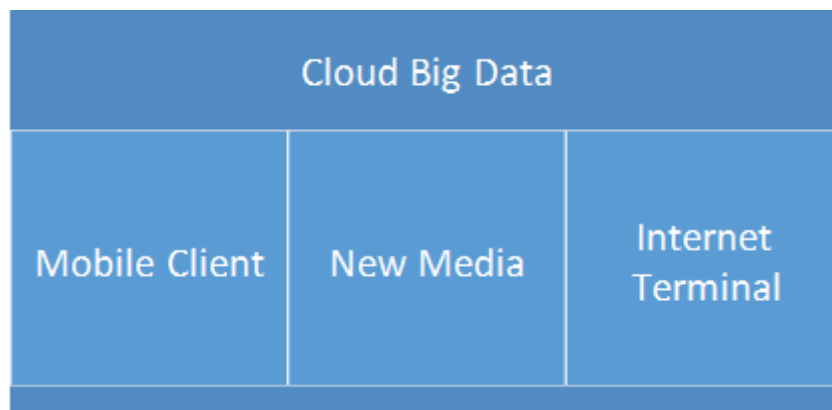 Cloud Big Data
Mobile Client
New Media
Internet
Terminal